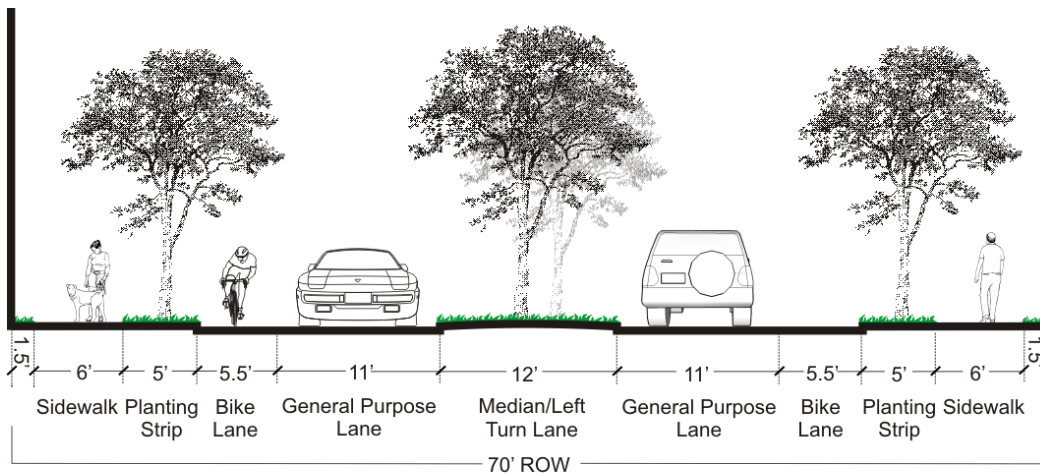 1.5' 6' 5' 5.5' 11' 12' 11' 5.5' 5' 6' 1.5'
Sidewalk Planting Strip
Bike Lane
General Purpose Lane
Median/Left Turn Lane
General Purpose Lane
Bike Lane
Planting Strip
Sidewalk
70' ROW